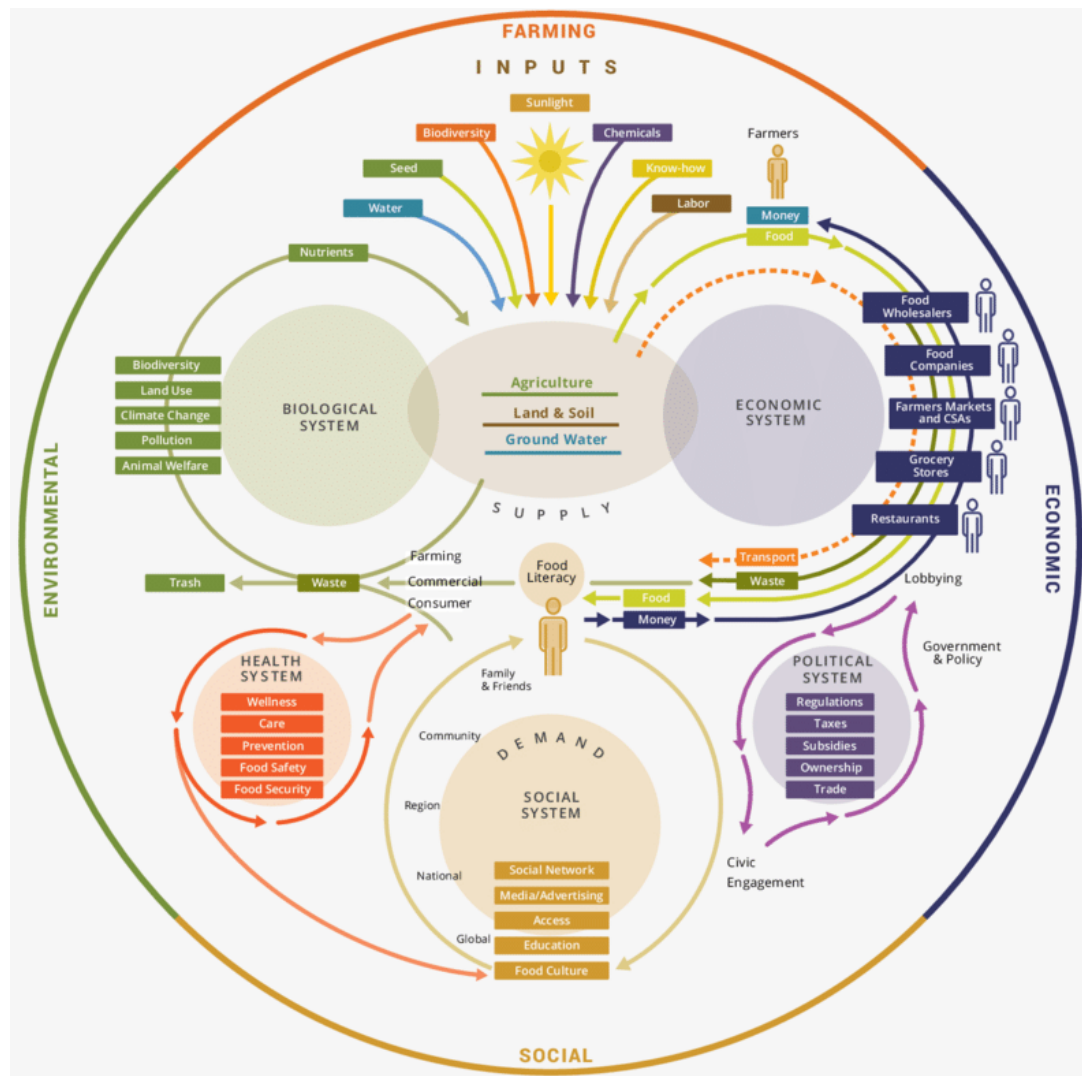 FARMING
INPUTS
Sunlight
Biodiversity
Chemicals
Farmers
Seed
Know-how
Water
Labor
Money
Food
Nutrients
Food
Wholesalers
Food
Companies
Farmers Markets
and CSAs
Grocery
Stores
Restaurants
Biodiversity
Land Use
Climate Change
Pollution
Animal Welfare
BIOLOGICAL
SYSTEM
Agriculture
Land & Soil
Ground Water
ECONOMIC
SYSTEM
SUPPLY
ENVIRONMENTAL
ECONOMIC
Farming
Commercial
Consumer
Trash
Waste
Food
Literacy
Transport
Waste
Food
Money
Lobbying
Government
& Policy
HEALTH
SYSTEM
Wellness
Care
Prevention
Food Safety
Food Security
Family
& Friends
Community
Region
National
Global
DEMAND
SOCIAL
SYSTEM
Social Network
Media/Advertising
Access
Education
Food Culture
POLITICAL
SYSTEM
Regulations
Taxes
Subsidies
Ownership
Trade
Civic
Engagement
SOCIAL